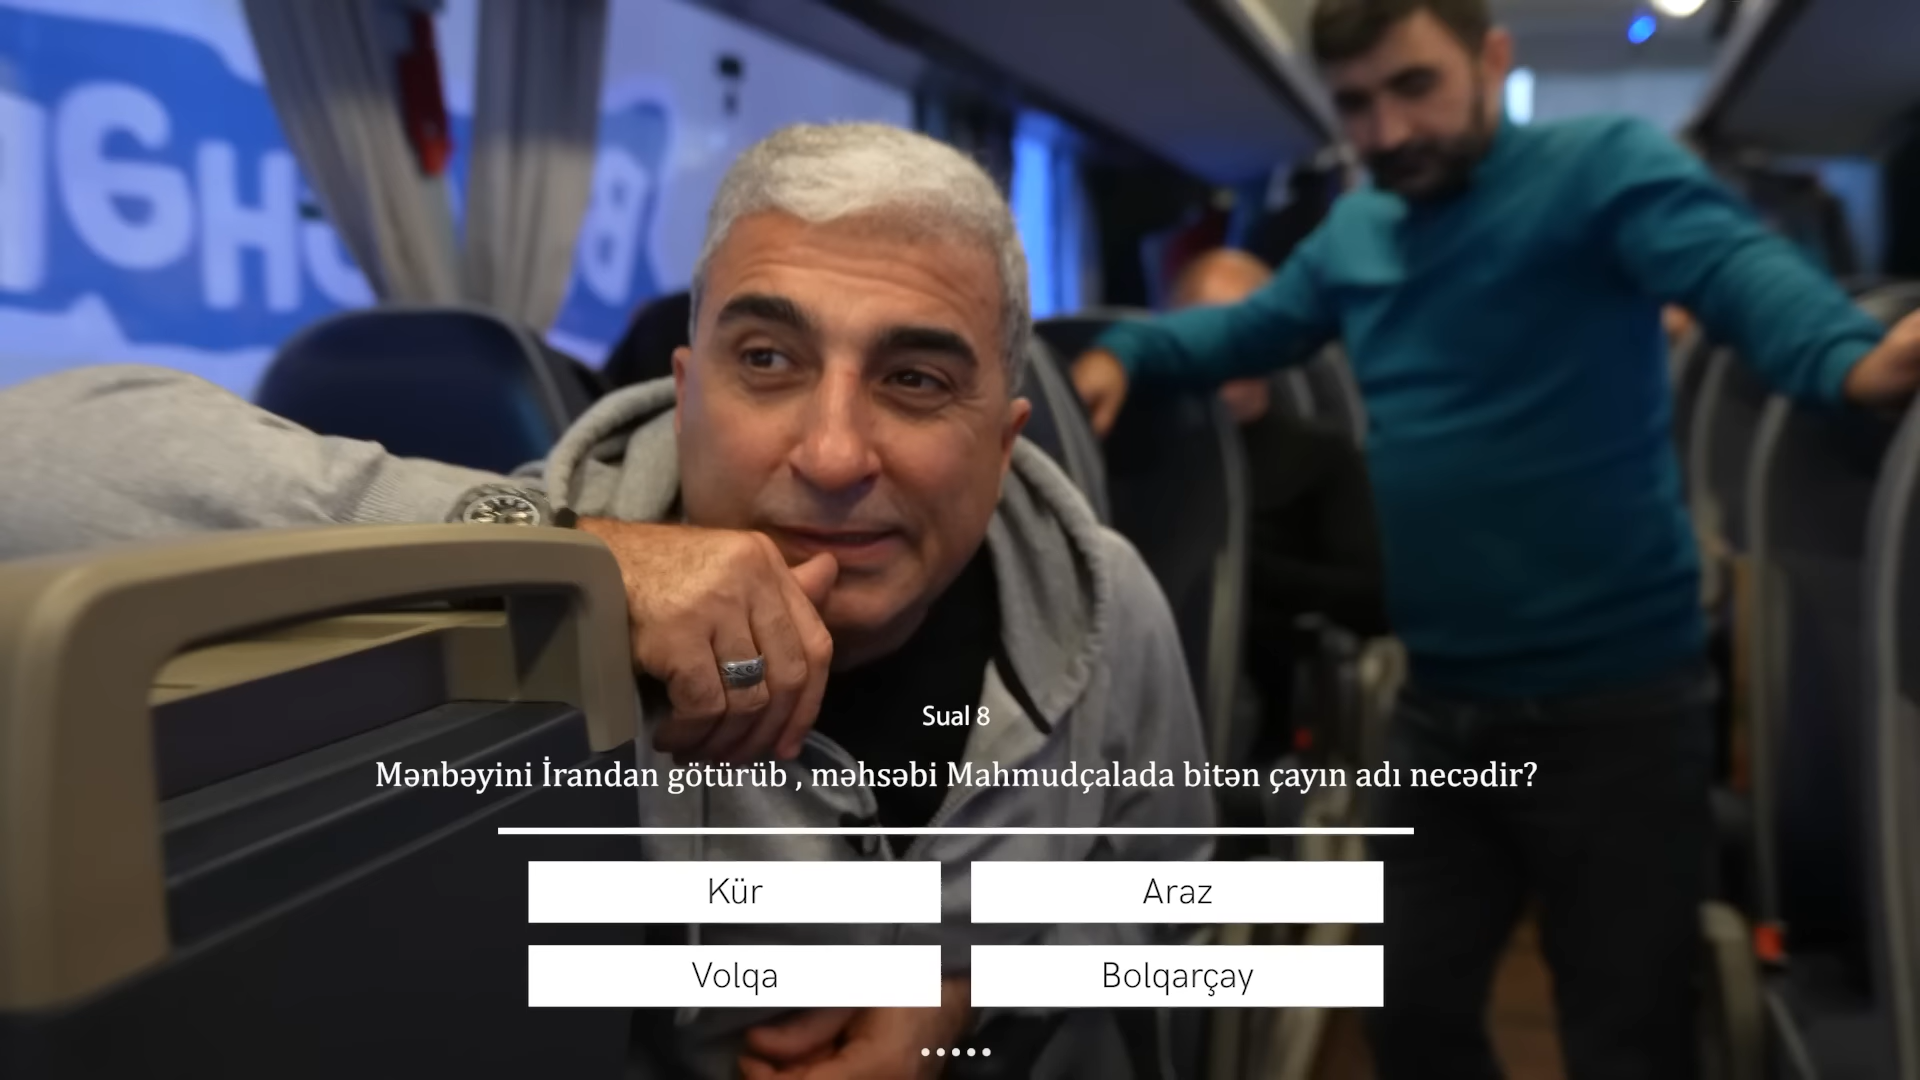 Sual 8
Mənbəyini İrandan götürüb , məhsəbi Mahmudçalada bitən çayın adı necədir?
Kür
Araz
Volqa
Bolqarçay